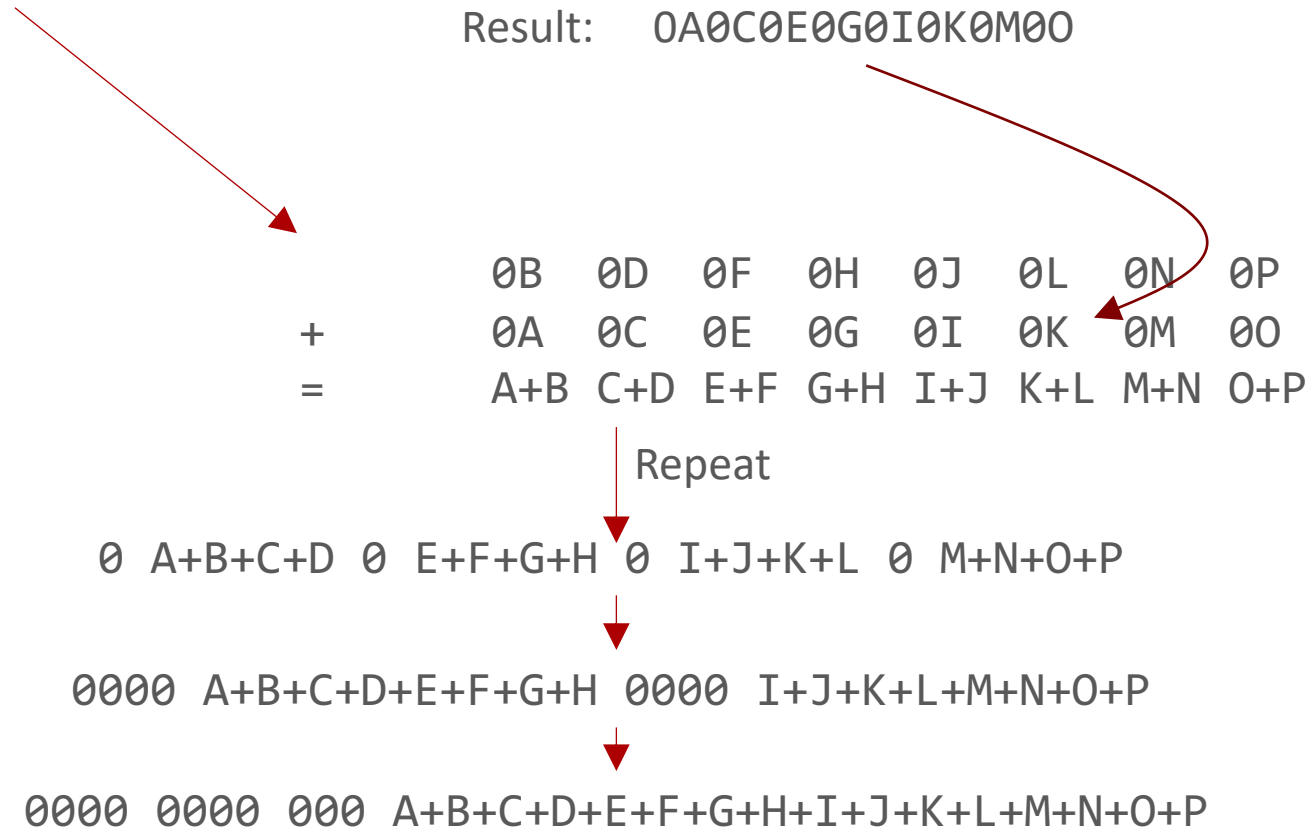 Result: 0A0C0E0G0I0K0M0O
0B 0D 0F 0H 0J 0L 0N 0P
+ 0A 0C 0E 0G 0I 0K 0M 0O
= A+B C+D E+F G+H I+J K+L M+N O+P
Repeat
0 A+B+C+D 0 E+F+G+H 0 I+J+K+L 0 M+N+O+P
0000 A+B+C+D+E+F+G+H 0000 I+J+K+L+M+N+O+P
0000 0000 000 A+B+C+D+E+F+G+H+I+J+K+L+M+N+O+P